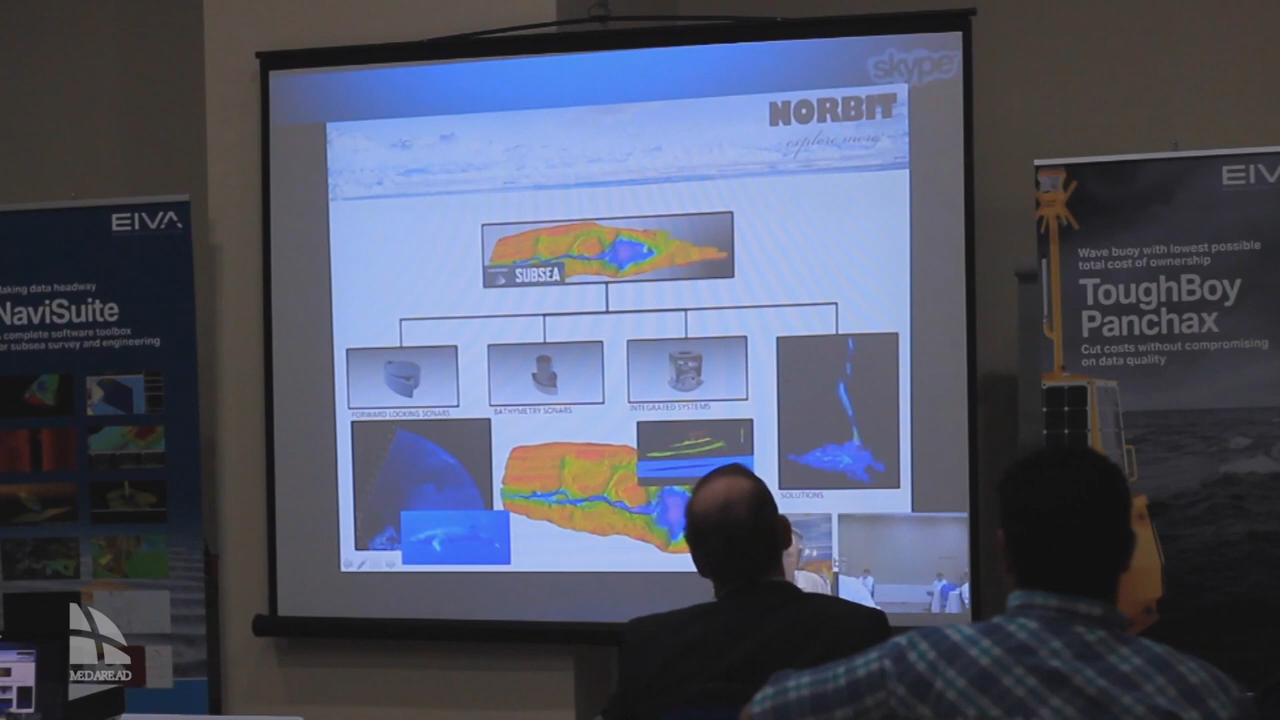 skype
NORBIT
explore more
SUBSEA
FORWARD LOOKING SONARS
BATHYMETRY SONARS
INTEGRATED SYSTEMS
SOLUTIONS
EIVA
aking data headway
NaviSuite
complete software toolbox
or subsea survey and engineering
EIV
Wave buoy with lowest possible
total cost of ownership
ToughBoy
Panchax
Cut costs without compromising
on data quality
MEDAREAD